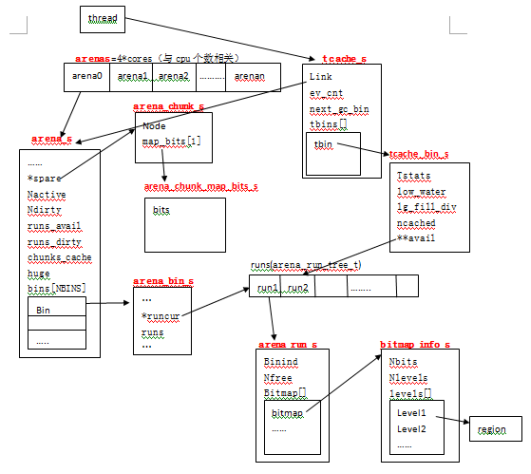 thread
arenas=4*cores（与 cpu 个数相关）
arena0 arena1 arena2 ……….. arenan
tcache_s
Link
ev_cnt
next_gc_bin
tbins[]
tbin
arena_chunk_s
Node
map_bits[1]
arena_s
……
*spare
Nactive
Ndirty
runs_avail
runs_dirty
chunks_cache
huge
bins[NBINS]
Bin
…..
arena_chunk_map_bits_s
bits
tcache_bin_s
Tstats
low_water
lg_fill_div
ncached
**avail
arena_bin_s
…
*runcur
runs
…
runs(arena_run_tree_t)
run1 run2 ……..
arena_run_s
Binind
Nfree
Bitmap[]
bitmap
……
bitmap_info_s
Nbits
Nlevels
levels[]
Level1
Level2
……
region